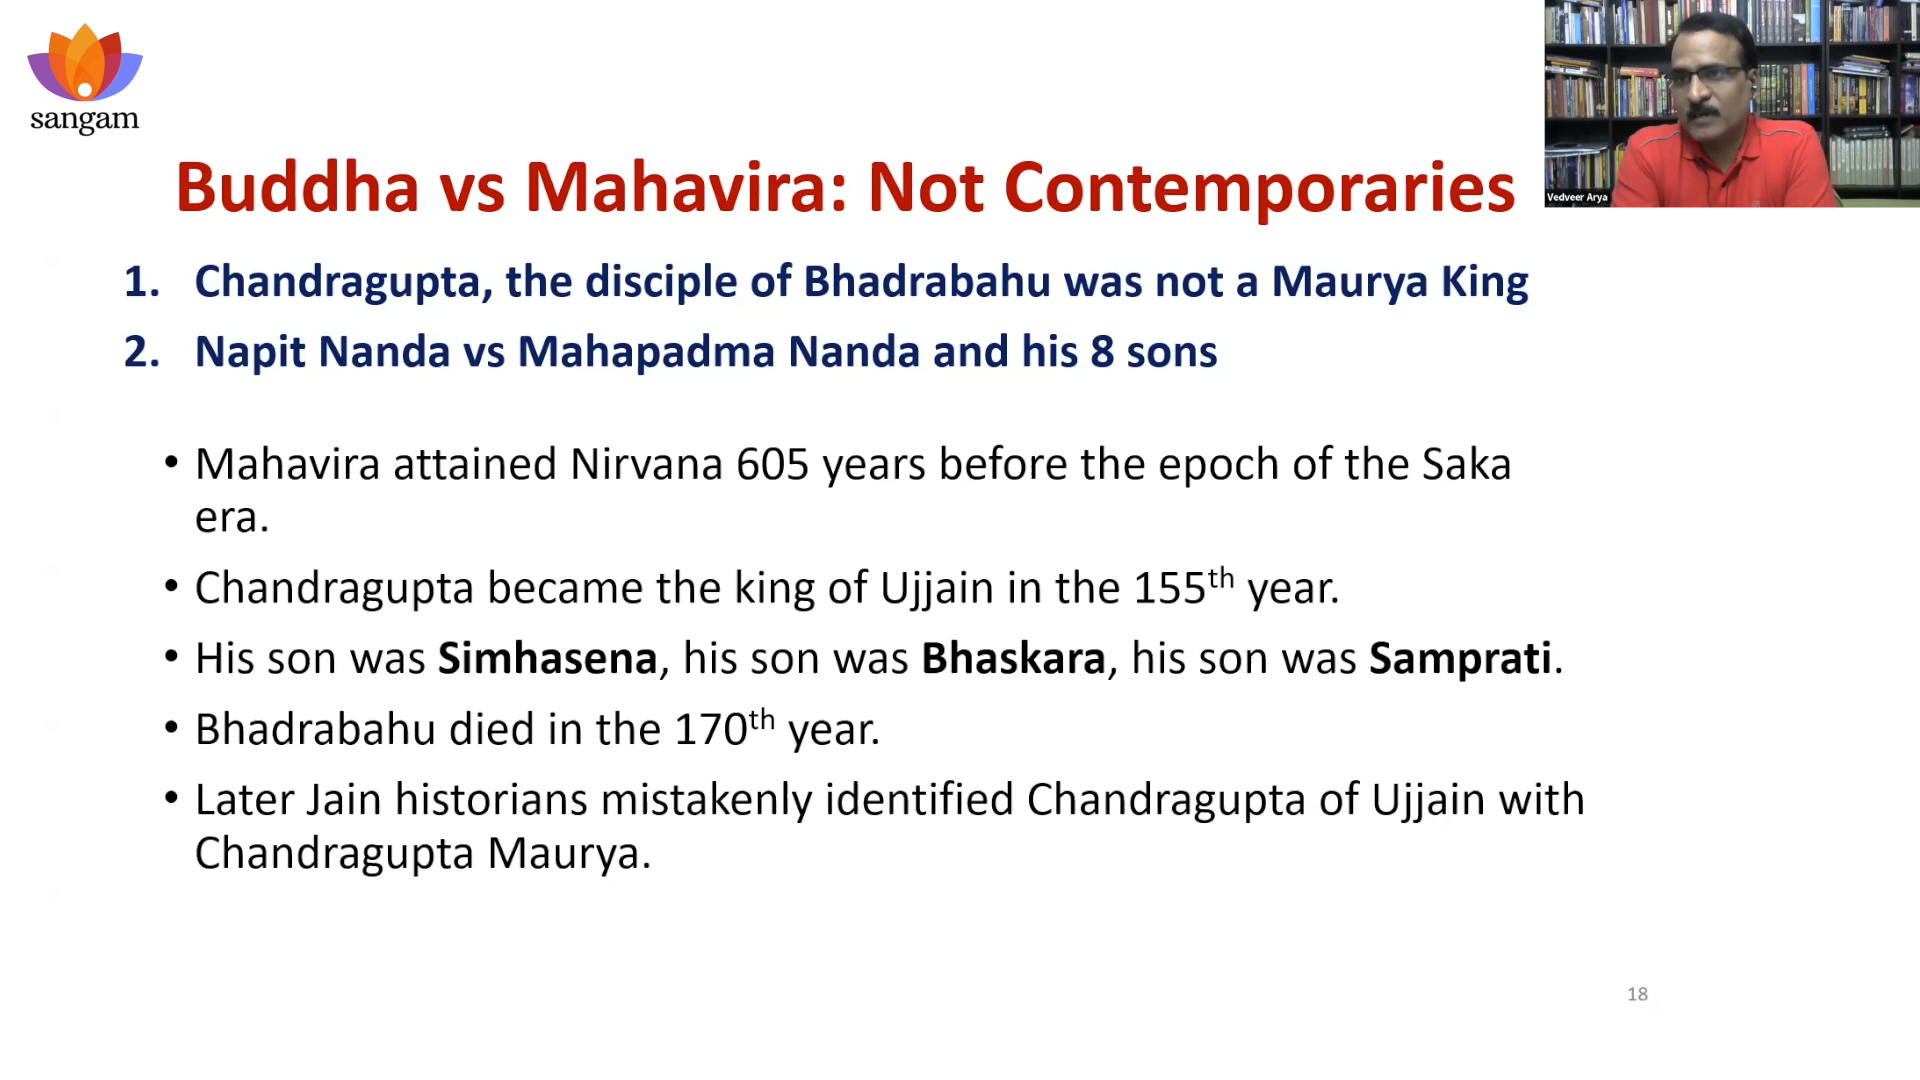 sangam
Vedveer Arya
Buddha vs Mahavira: Not Contemporaries
1. Chandragupta, the disciple of Bhadrabahu was not a Maurya King
2. Napit Nanda vs Mahapadma Nanda and his 8 sons
• Mahavira attained Nirvana 605 years before the epoch of the Saka
era.
• Chandragupta became the king of Ujjain in the 155th year.
• His son was Simhasena, his son was Bhaskara, his son was Samprati.
• Bhadrabahu died in the 170th year.
• Later Jain historians mistakenly identified Chandragupta of Ujjain with
Chandragupta Maurya.
18